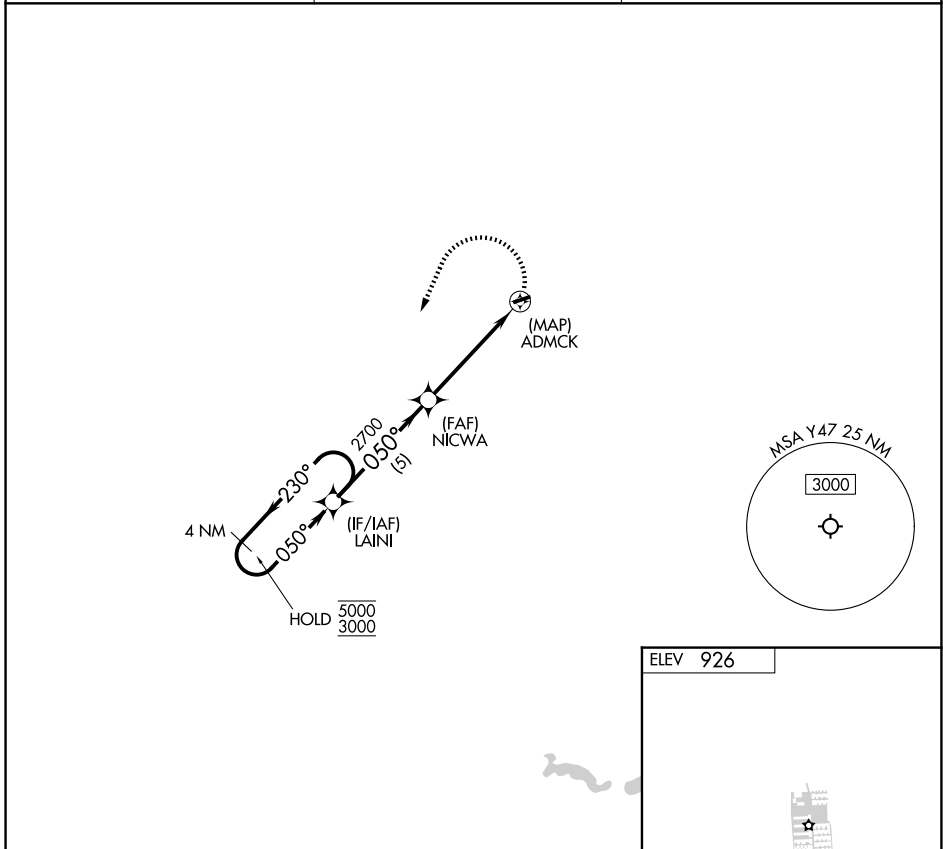 (MAP)
ADMCK
2700
050°
(5)
(FAF)
NICWA
230°
050°
(IF/IAF)
LAINI
4 NM
HOLD 5000
3000
MSA Y47 25 NM
3000
ELEV 926